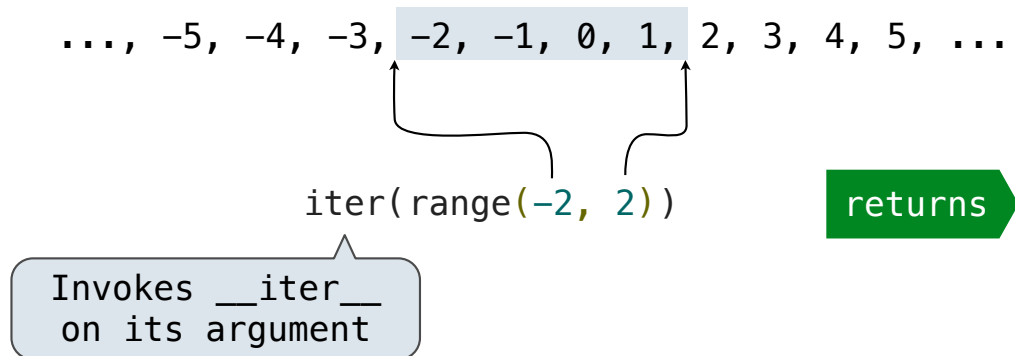 ..., −5, −4, −3, −2, −1, 0, 1, 2, 3, 4, 5, ...
iter(range(−2, 2))
returns
Invokes __iter__
on its argument